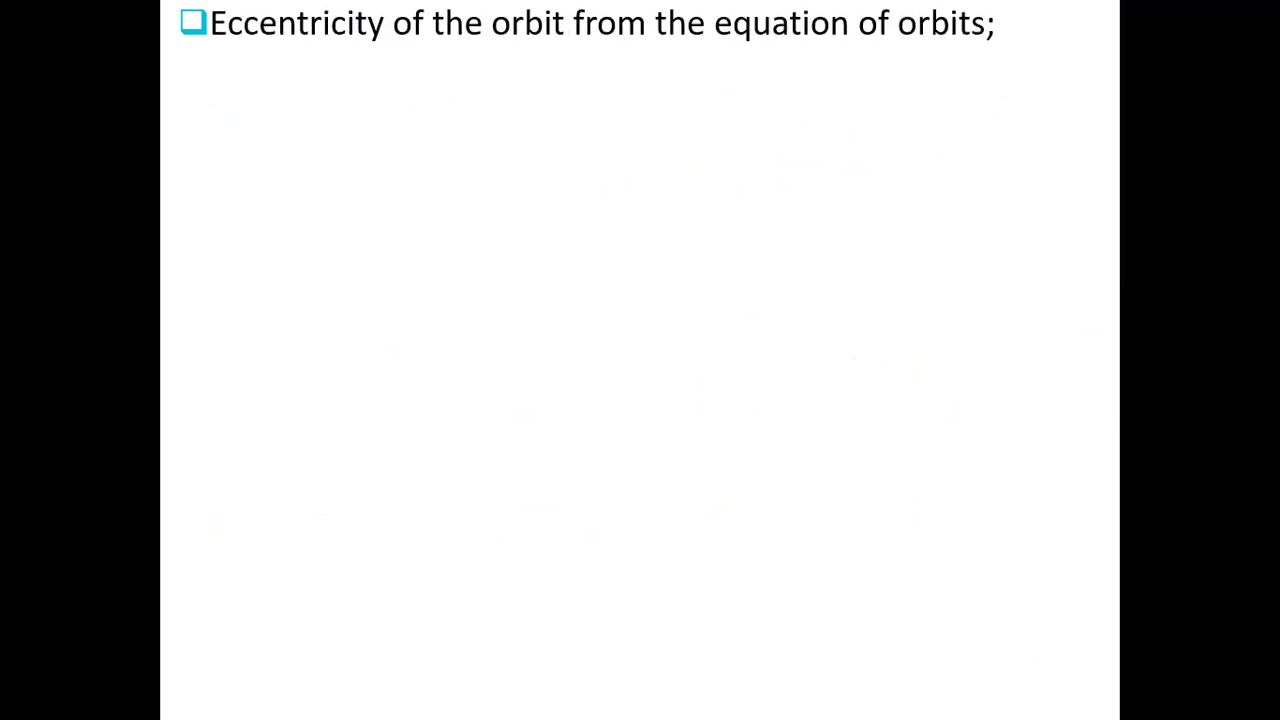 Eccentricity of the orbit from the equation of orbits;